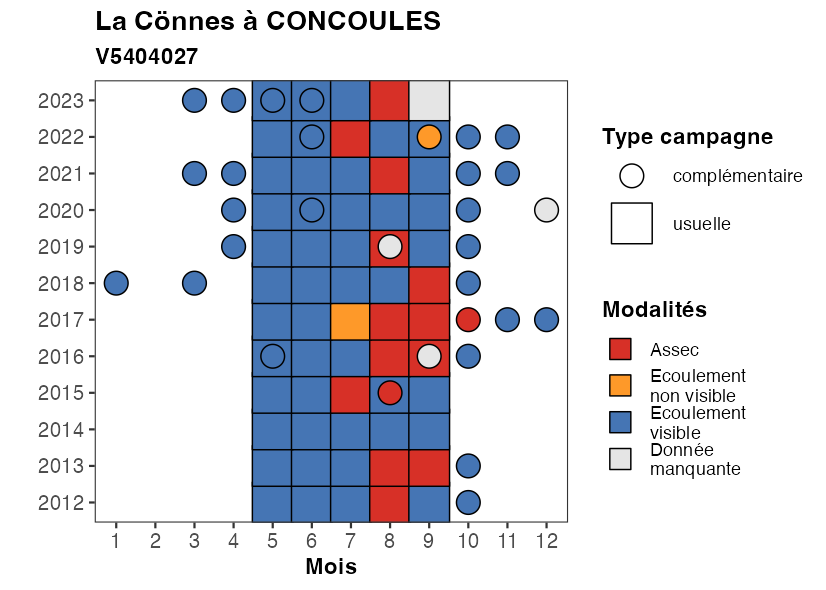 La Cönnes à CONCOULES
V5404027
2023
2022
2021
2020
2019
2018
2017
2016
2015
2014
2013
2012
1 2 3 4 5 6 7 8 9 10 11 12
Mois
Type campagne
complémentaire
usuelle
Modalités
Assec
Ecoulement
non visible
Ecoulement
visible
Donnée
manquante